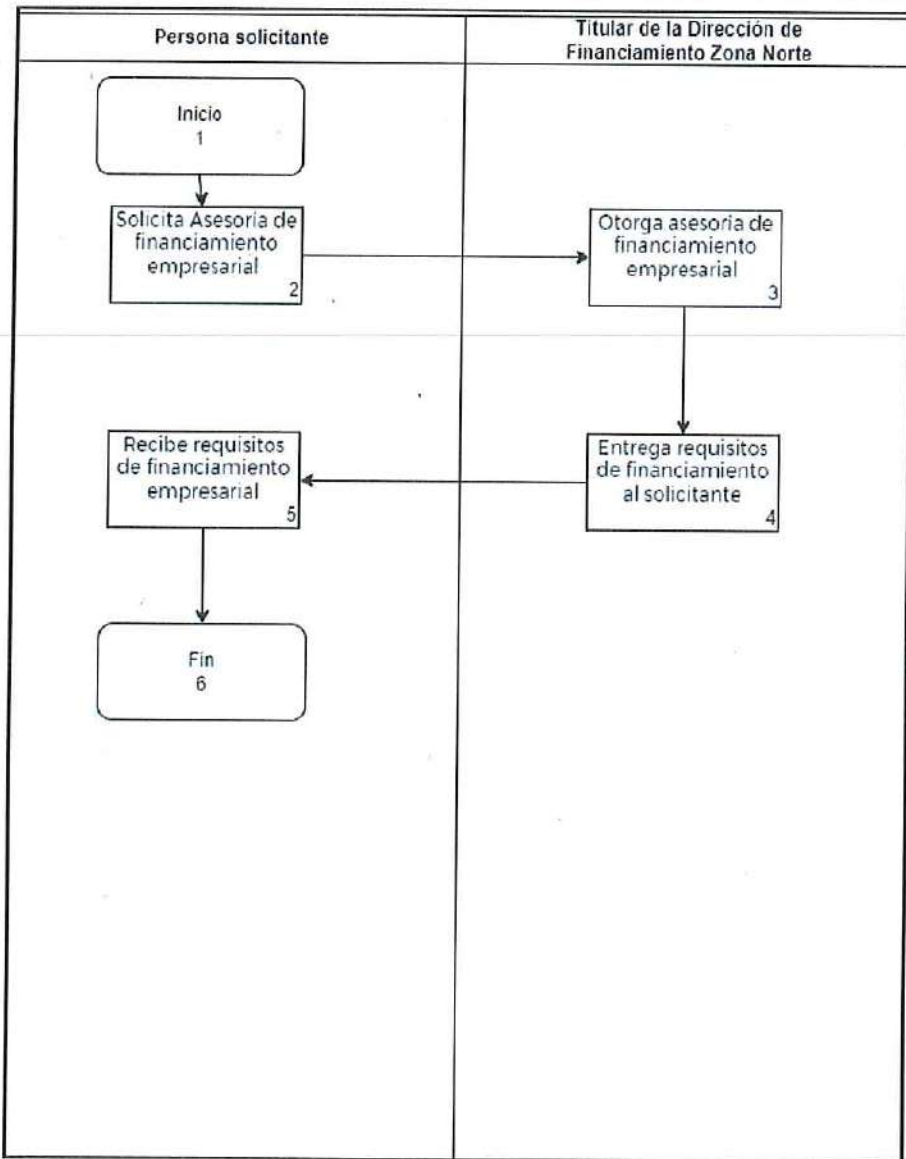 Persona solicitante
Titular de la Dirección de
Financiamiento Zona Norte
Inicio
1
Solicita Asesoría de
financiamiento
empresarial
2
Otorga asesoria de
financiamiento
empresarial
3
Entrega requisitos
de financiamiento
al solicitante
4
Recibe requisitos
de financiamiento
empresarial
5
Fin
6